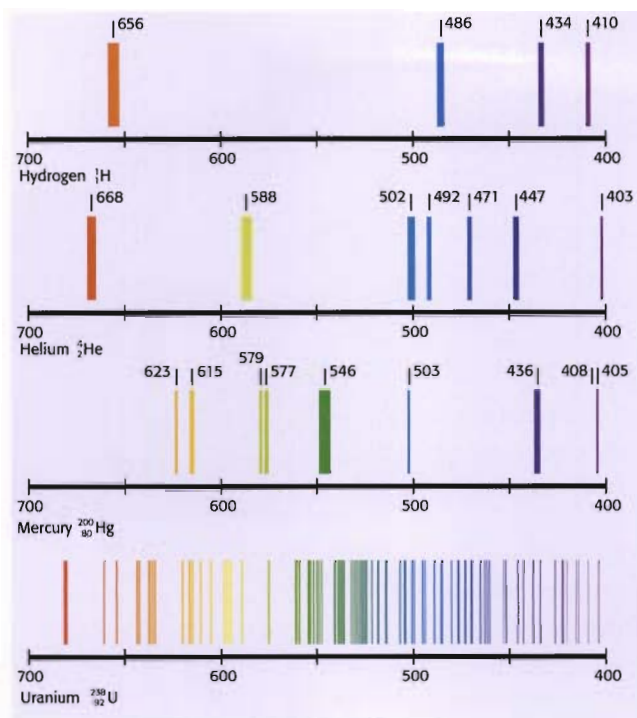 656 486 434 410
700 600 500 400
Hydrogen ¹₁H
668 588 502 492 471 447 403
700 600 500 400
Helium ⁴₂He
579
623 615 577 546 503 436 408 405
700 600 500 400
Mercury ²⁰⁰₈₀Hg
700 600 500 400
Uranium ²³⁸₉₂U